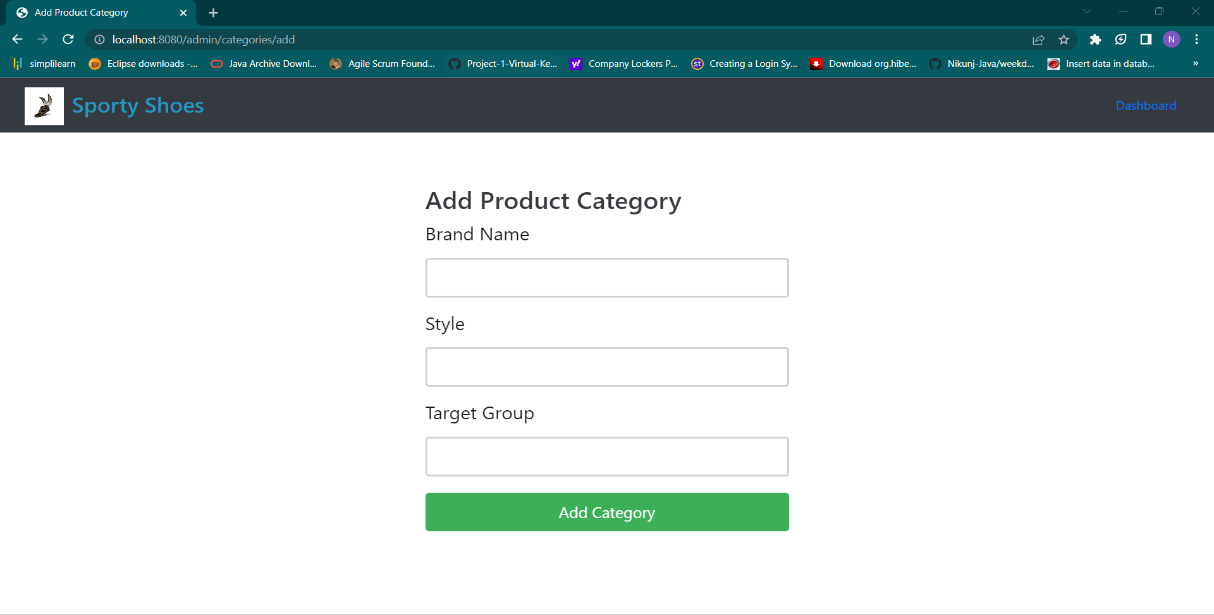 Add Product Category
localhost:8080/admin/categories/add
N
simplilearn
Eclipse downloads -...
Java Archive Downl...
Agile Scrum Found...
Project-1-Virtual-Ke...
Company Lockers P...
Creating a Login Sy...
Download org.hibe...
Nikunj-Java/weekd...
Insert data in datab...
»
Sporty Shoes
Dashboard
Add Product Category
Brand Name
Style
Target Group
Add Category